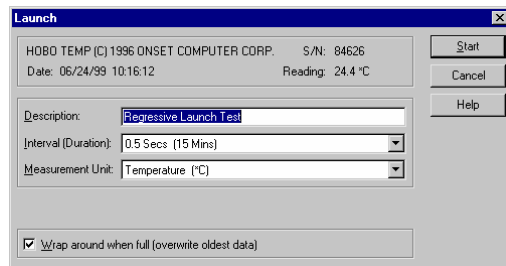 Launch
HOBO TEMP (C) 1996 ONSET COMPUTER CORP. S/N: 84626
Date: 06/24/99 10:16:12 Reading: 24.4 °C
Start
Cancel
Help
Description: Regressive Launch Test
Interval (Duration): 0.5 Secs (15 Mins)
Measurement Unit: Temperature (°C)
Wrap around when full (overwrite oldest data)